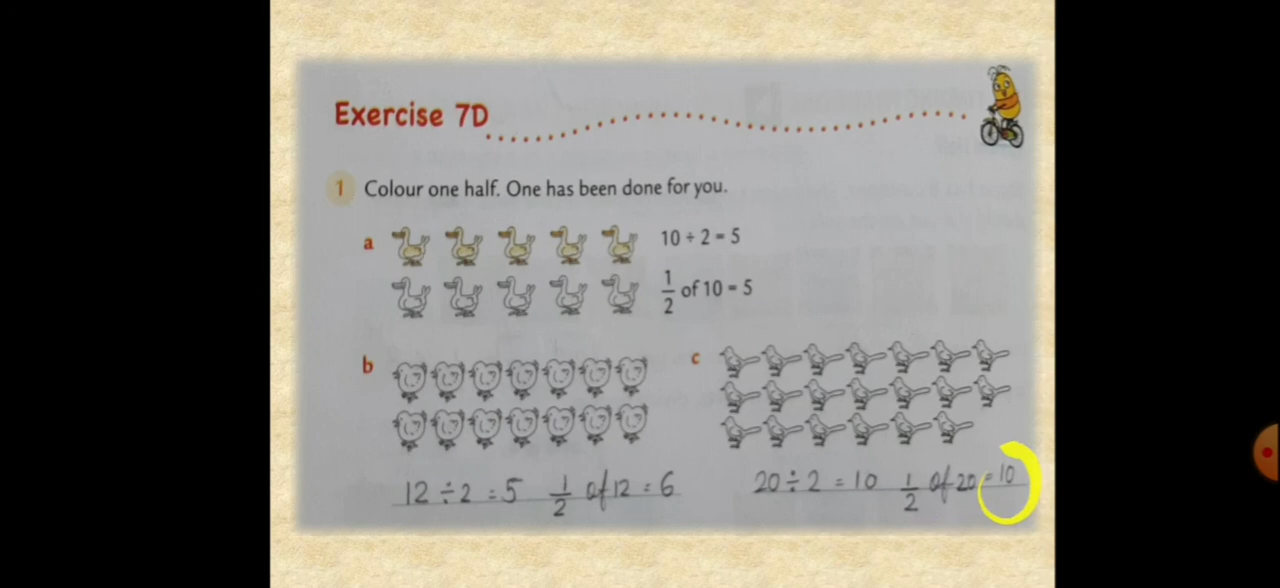 Exercise 7D
1 Colour one half. One has been done for you.
a 10 ÷ 2 = 5
1/2 of 10 = 5
b
c
12 ÷ 2 = 5 1/2 of 12 = 6
20 ÷ 2 = 10 1/2 of 20 = 10